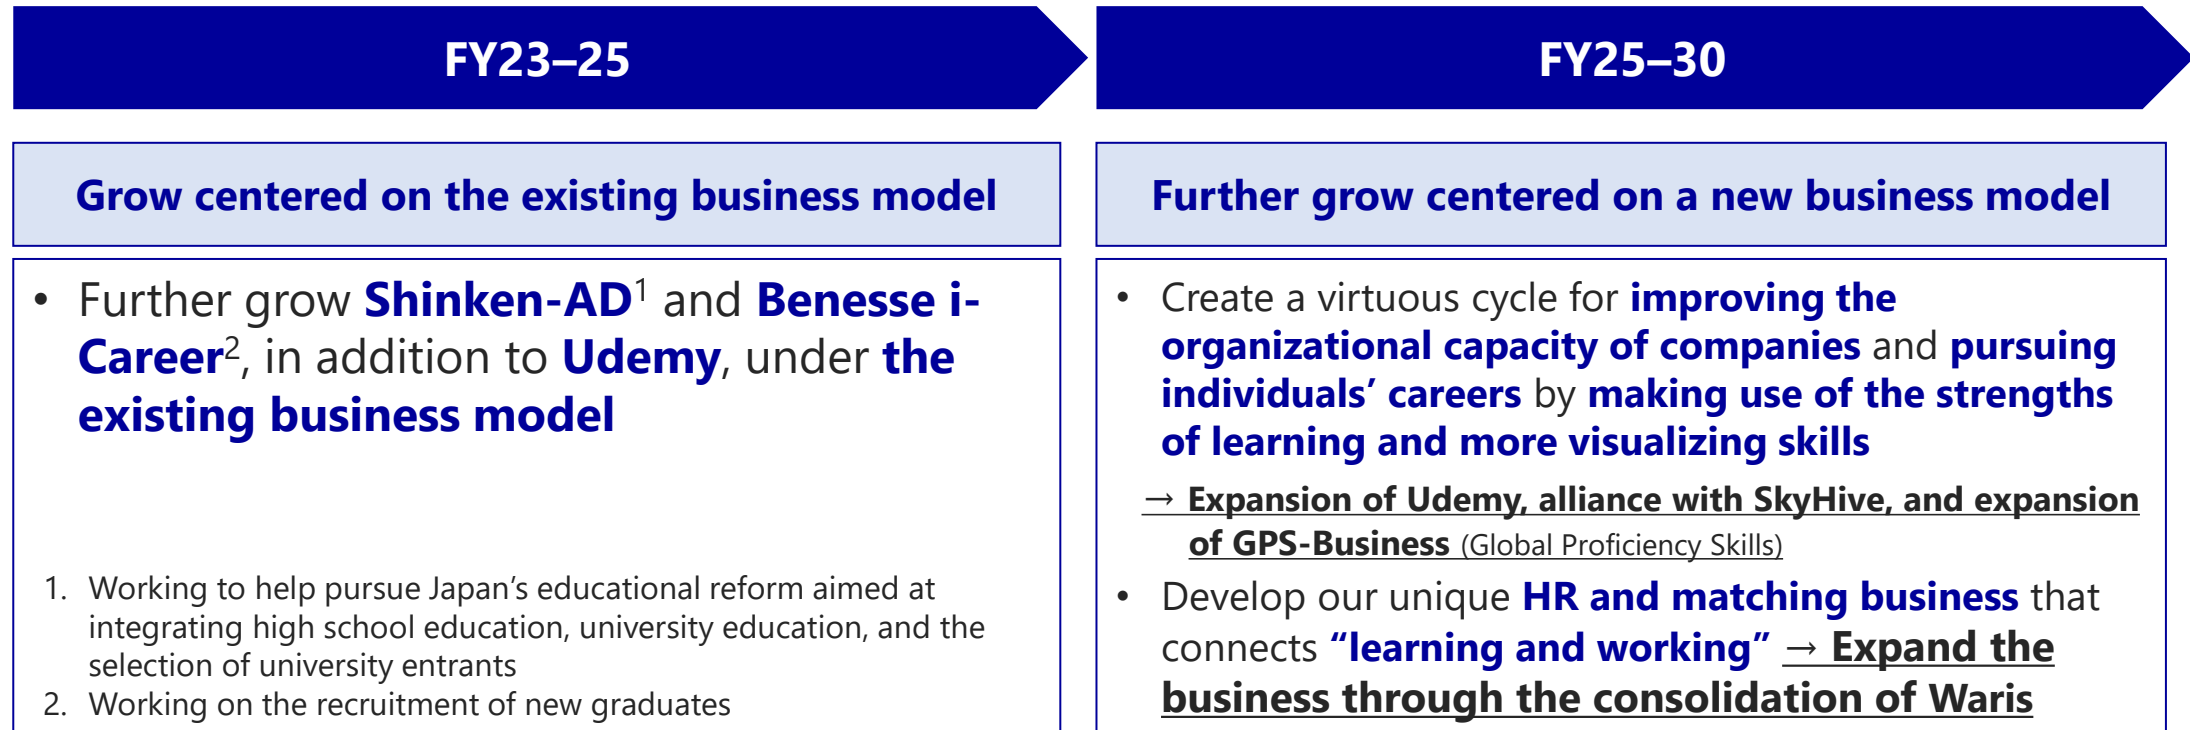 FY23–25
Grow centered on the existing business model
• Further grow Shinken-AD1 and Benesse i-
Career2, in addition to Udemy, under the
existing business model
1. Working to help pursue Japan’s educational reform aimed at
integrating high school education, university education, and the
selection of university entrants
2. Working on the recruitment of new graduates
FY25–30
Further grow centered on a new business model
• Create a virtuous cycle for improving the
organizational capacity of companies and pursuing
individuals’ careers by making use of the strengths
of learning and more visualizing skills
→ Expansion of Udemy, alliance with SkyHive, and expansion
of GPS-Business (Global Proficiency Skills)
• Develop our unique HR and matching business that
connects “learning and working” → Expand the
business through the consolidation of Waris